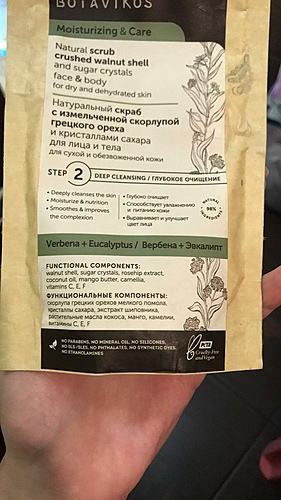 BOTAVIKOS
Moisturizing & Care
Natural scrub
crushed walnut shell
and sugar crystals
face & body
for dry and dehydrated skin
Натуральный скраб
с измельченной скорлупой
грецкого ореха
и кристаллами сахара
для лица и тела
для сухой и обезвоженной кожи
STEP 2 DEEP CLEANSING / ГЛУБОКОЕ ОЧИЩЕНИЕ
• Deeply cleanses the skin
• Moisturize & nutrition
• Smoothes & improves
the complexion
• Глубоко очищает
• Способствует увлажнению
и питанию кожи
• Выравнивает и улучшает
цвет лица
NATURAL
98%
INGREDIENTS
Verbena + Eucalyptus / Вербена + Эвкалипт
FUNCTIONAL COMPONENTS:
walnut shell, sugar crystals, rosehip extract,
coconut oil, mango butter, camellia,
vitamins C, E, F
ФУНКЦИОНАЛЬНЫЕ КОМПОНЕНТЫ:
скорлупа грецких орехов мелкого помола,
кристаллы сахара, экстракт шиповника,
растительные масла кокоса, манго, камелии,
витамины C, E, F
NO PARABENS, NO MINERAL OIL, NO SILICONES,
NO SLS /SLES, NO PHTHALATES, NO SYNTHETIC DYES,
NO ETHANOLAMINES
PETA
Cruelty-Free
and Vegan